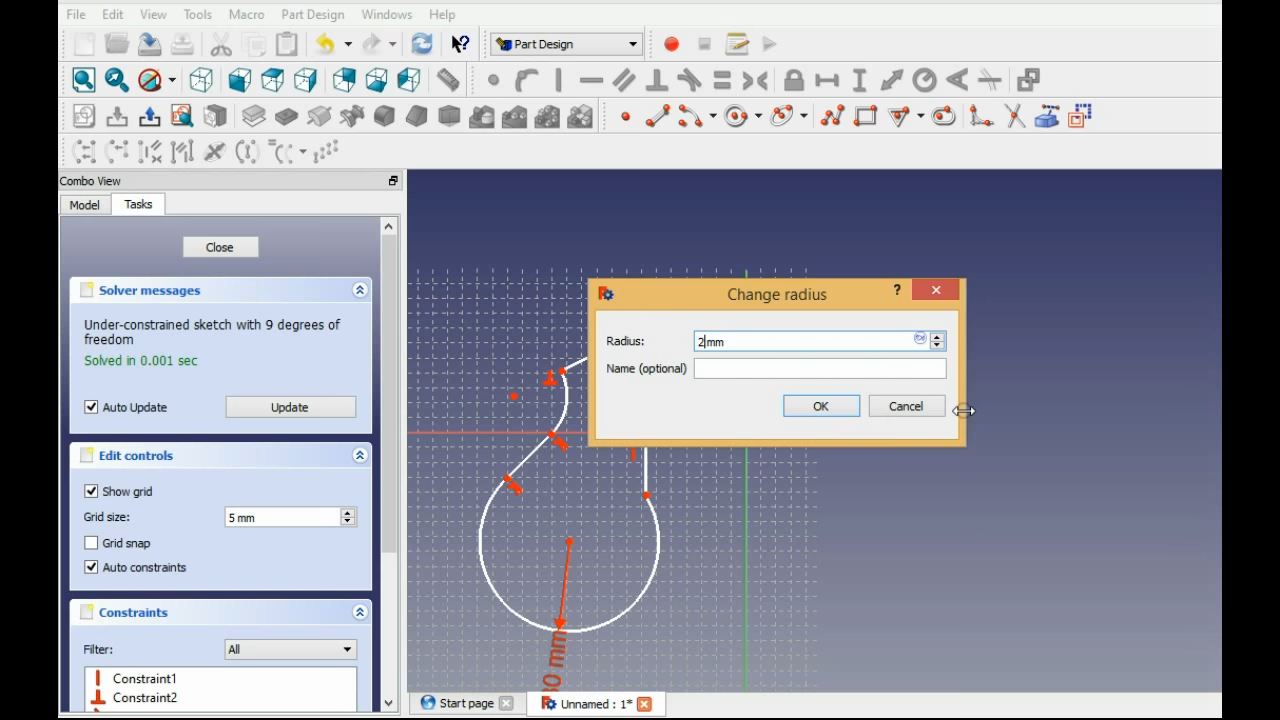 File Edit View Tools Macro Part Design Windows Help
Part Design
Combo View
Model Tasks
Close
Solver messages
Under-constrained sketch with 9 degrees of
freedom
Solved in 0.001 sec
Auto Update Update
Edit controls
Show grid
Grid size: 5 mm
Grid snap
Auto constraints
Constraints
Filter: All
Constraint1
Constraint2
Change radius ?
Radius: 2mm
Name (optional)
OK Cancel
mm
Start page Unnamed : 1*